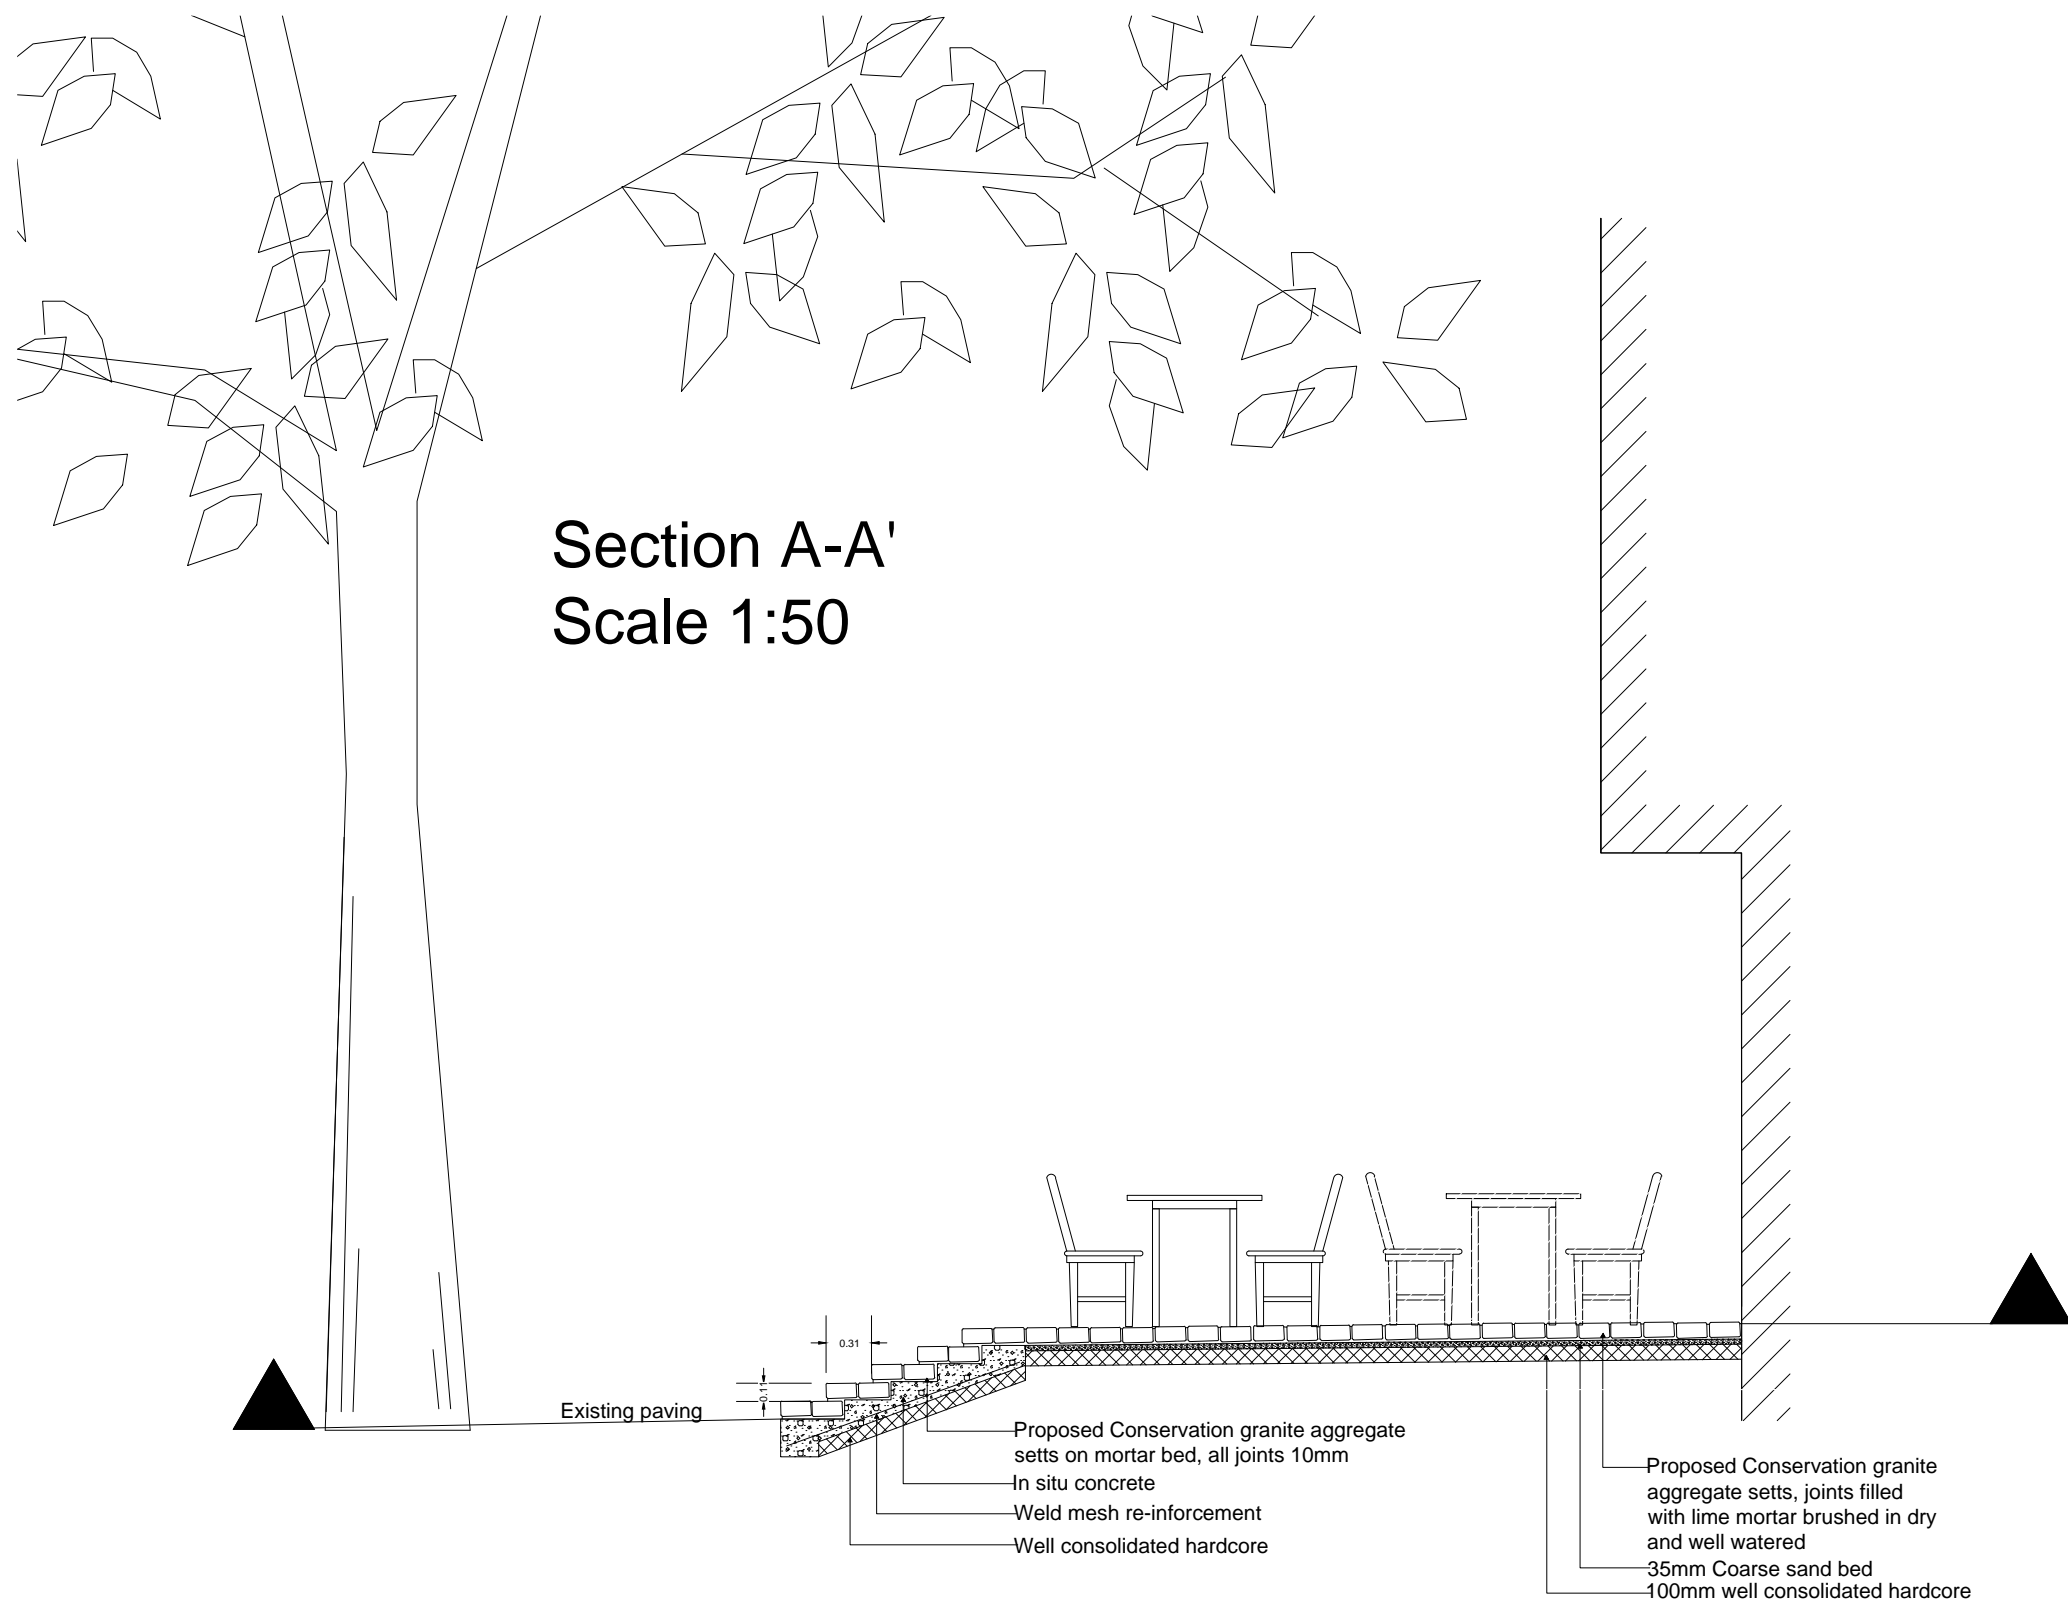 Section A-A'
Scale 1:50
0.31
0.11
Existing paving
Proposed Conservation granite aggregate
setts on mortar bed, all joints 10mm
In situ concrete
Weld mesh re-inforcement
Well consolidated hardcore
Proposed Conservation granite
aggregate setts, joints filled
with lime mortar brushed in dry
and well watered
35mm Coarse sand bed
100mm well consolidated hardcore